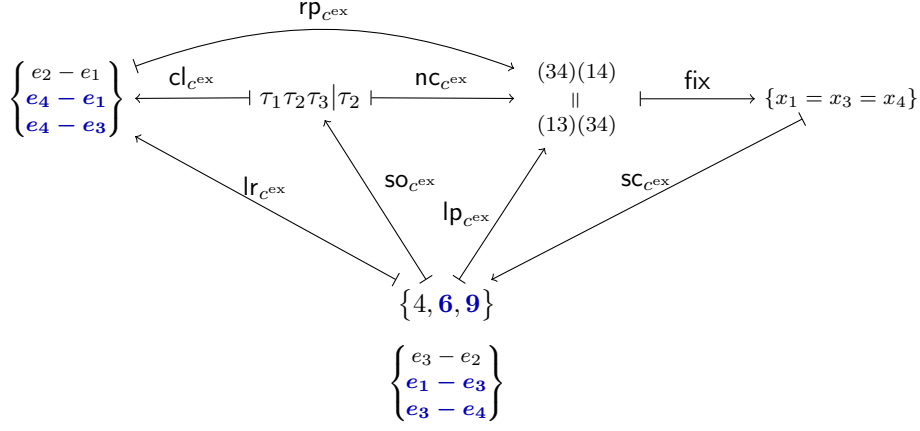 rp_{c^{ex}}
{ e_2 − e_1
e_4 − e_1
e_4 − e_3 }
cl_{c^{ex}}
τ_1τ_2τ_3|τ_2
nc_{c^{ex}}
(34)(14)
=
(13)(34)
fix
{x_1 = x_3 = x_4}
lr_{c^{ex}}
so_{c^{ex}}
lp_{c^{ex}}
sc_{c^{ex}}
{4, 6, 9}
{ e_3 − e_2
e_1 − e_3
e_3 − e_4 }